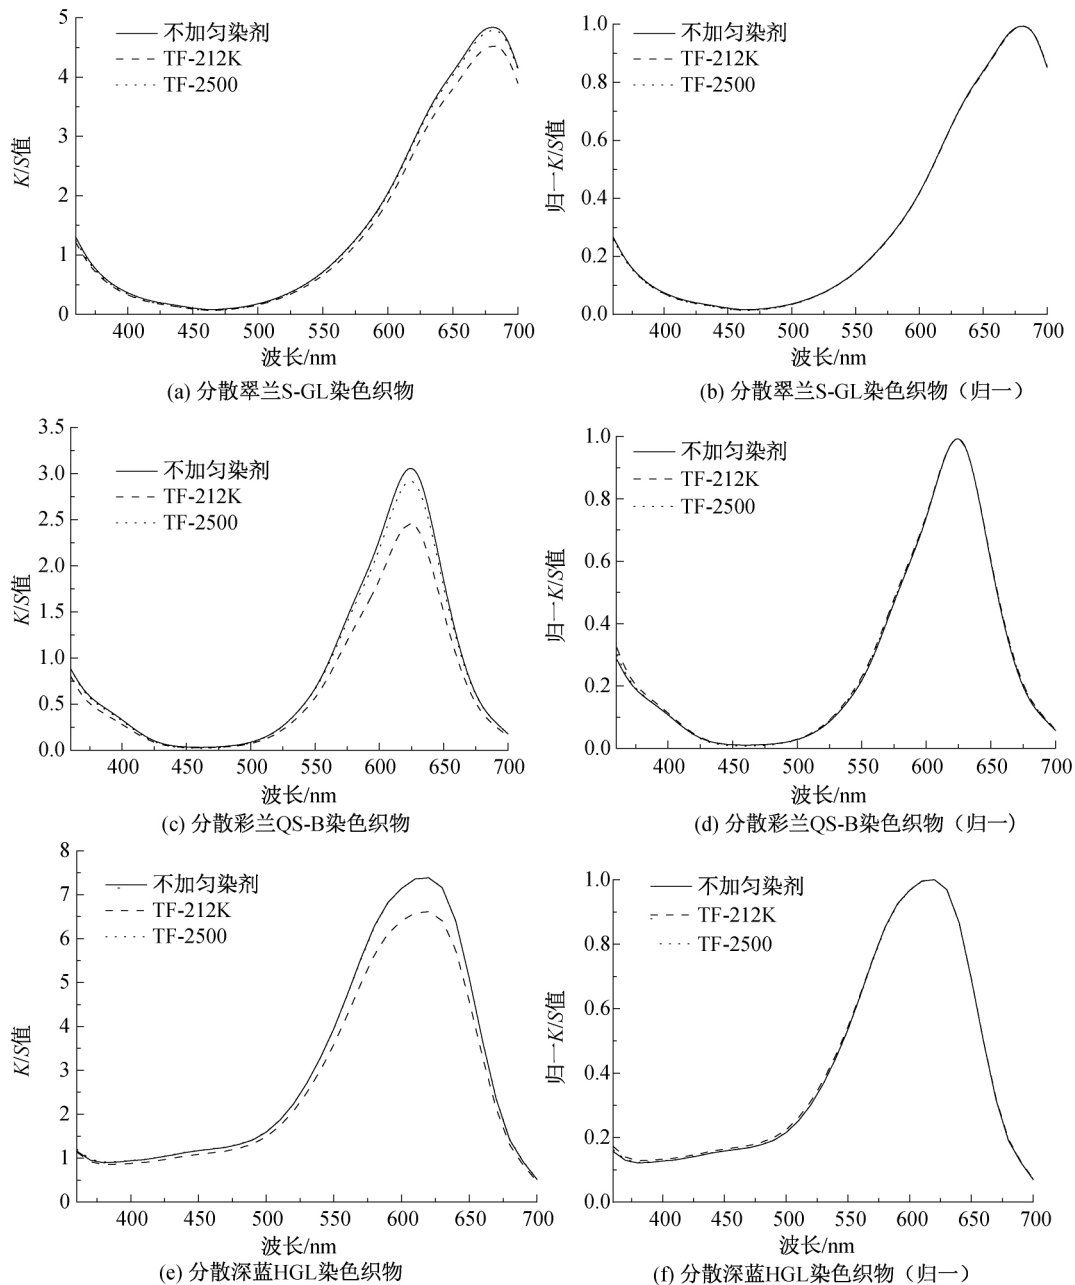 5
4
3
2
1
0
K/S值
不加匀染剂
TF-212K
TF-2500
400 450 500 550 600 650 700
波长/nm
(a) 分散翠兰S-GL染色织物
1.0
0.8
0.6
0.4
0.2
0.0
归一K/S值
不加匀染剂
TF-212K
TF-2500
400 450 500 550 600 650 700
波长/nm
(b) 分散翠兰S-GL染色织物（归一）
3.5
3.0
2.5
2.0
1.5
1.0
0.5
0.0
K/S值
不加匀染剂
TF-212K
TF-2500
400 450 500 550 600 650 700
波长/nm
(c) 分散彩兰QS-B染色织物
1.0
0.8
0.6
0.4
0.2
0.0
归一K/S值
不加匀染剂
TF-212K
TF-2500
400 450 500 550 600 650 700
波长/nm
(d) 分散彩兰QS-B染色织物（归一）
8
7
6
5
4
3
2
1
0
K/S值
不加匀染剂
TF-212K
TF-2500
400 450 500 550 600 650 700
波长/nm
(e) 分散深蓝HGL染色织物
1.0
0.8
0.6
0.4
0.2
0.0
归一K/S值
不加匀染剂
TF-212K
TF-2500
400 450 500 550 600 650 700
波长/nm
(f) 分散深蓝HGL染色织物（归一）